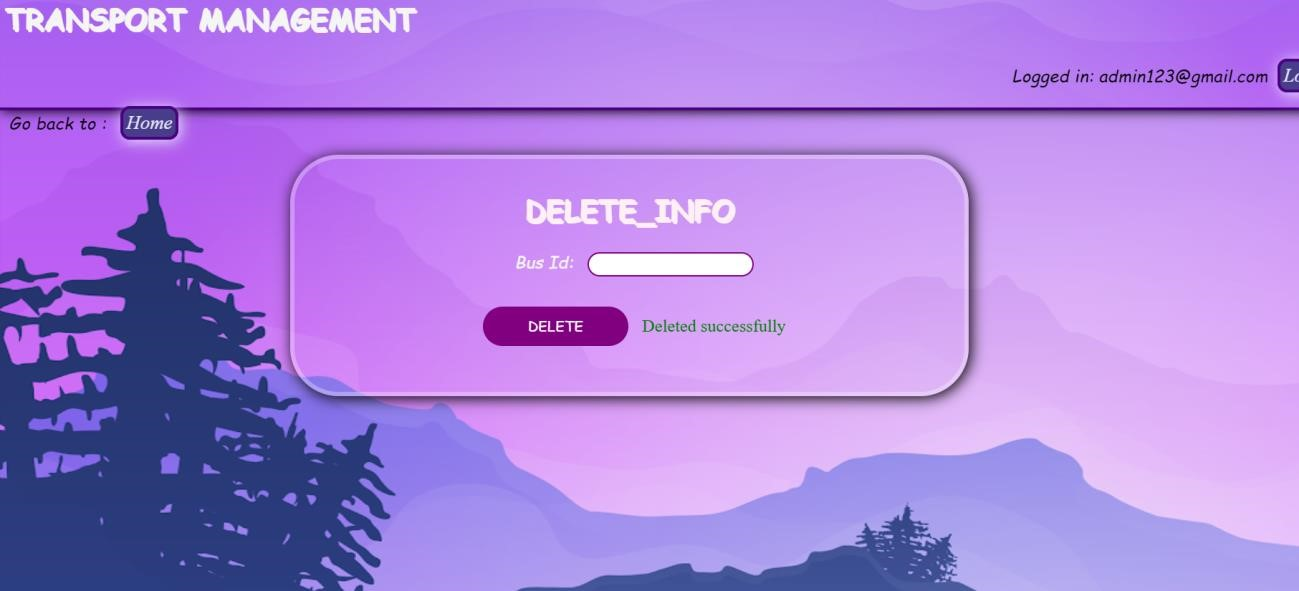 TRANSPORT MANAGEMENT
Logged in: admin123@gmail.com
Go back to : Home
DELETE_INFO
Bus Id:
DELETE Deleted successfully